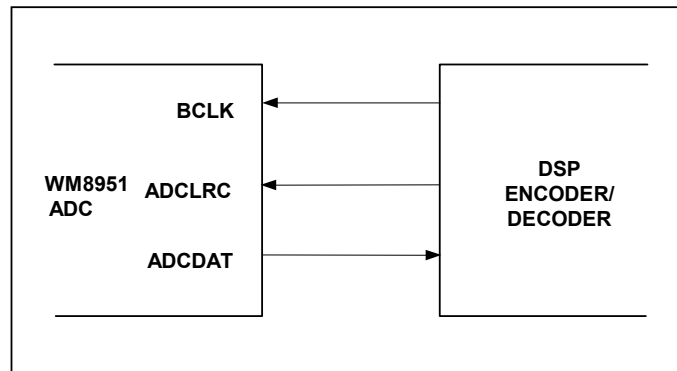 BCLK
WM8951
ADC
ADCLRC
ADCDAT
DSP
ENCODER/
DECODER